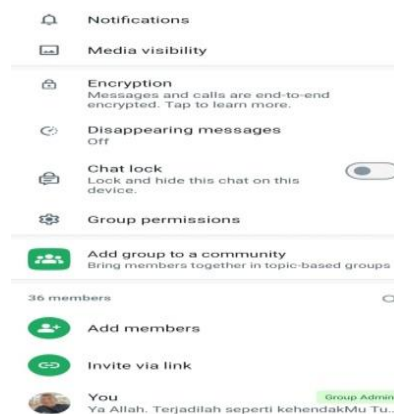 Notifications
Media visibility
Encryption
Messages and calls are end-to-end
encrypted. Tap to learn more.
Disappearing messages
Off
Chat lock
Lock and hide this chat on this
device.
Group permissions
Add group to a community
Bring members together in topic-based groups
36 members
Add members
Invite via link
You
Group Admin
Ya Allah. Terjadilah seperti kehendakMu Tu...